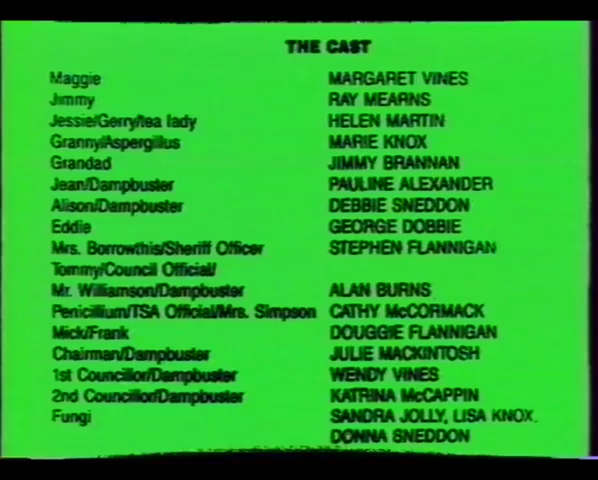 THE CAST
Maggie MARGARET VINES
Jimmy RAY MEARNS
Jessie/Gerry/tea lady HELEN MARTIN
Granny/Aspergillus MARIE KNOX
Grandad JIMMY BRANNAN
Jean/Dampbuster PAULINE ALEXANDER
Alison/Dampbuster DEBBIE SNEDDON
Eddie GEORGE DOBBIE
Mrs. Borrowthis/Sheriff Officer STEPHEN FLANNIGAN
Tommy/Council Official/
Mr. Williamson/Dampbuster ALAN BURNS
Penicillium/TSA Official/Mrs. Simpson CATHY McCORMACK
Mick/Frank DOUGGIE FLANNIGAN
Chairman/Dampbuster JULIE MACKINTOSH
1st Councillor/Dampbuster WENDY VINES
2nd Councillor/Dampbuster KATRINA McCAPPIN
Fungi SANDRA JOLLY, LISA KNOX,
DONNA SNEDDON